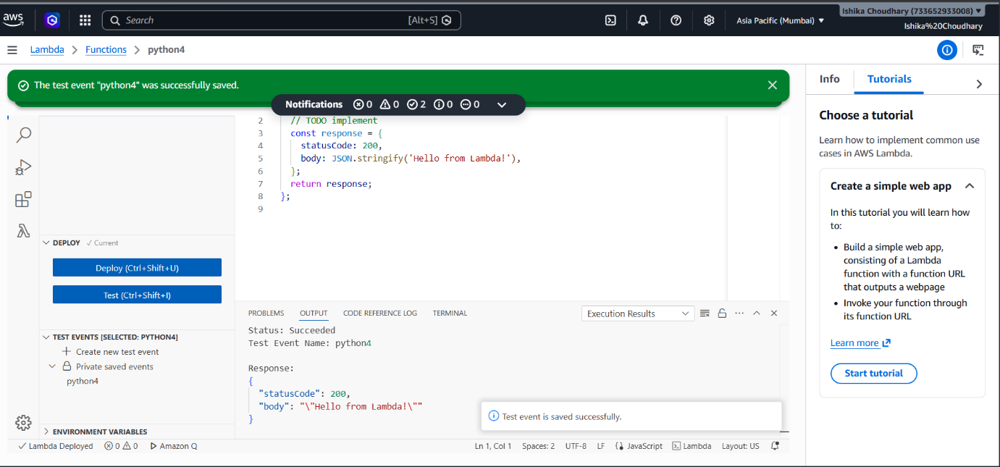 aws
Search [Alt+S]
Asia Pacific (Mumbai)
Ishika Choudhary (733652933008)
Ishika%20Choudhary
Lambda > Functions > python4
The test event "python4" was successfully saved.
Notifications 0 0 2 0 0
Info
Tutorials
Choose a tutorial
Learn how to implement common use
cases in AWS Lambda.
Create a simple web app
In this tutorial you will learn how
to:
• Build a simple web app,
consisting of a Lambda
function with a function URL
that outputs a webpage
• Invoke your function through
its function URL
Learn more
Start tutorial
2 // TODO implement
3 const response = {
4 statusCode: 200,
5 body: JSON.stringify('Hello from Lambda!'),
6 };
7 return response;
8 };
9
DEPLOY ✓ Current
Deploy (Ctrl+Shift+U)
Test (Ctrl+Shift+I)
TEST EVENTS [SELECTED: PYTHON4]
+ Create new test event
Private saved events
python4
ENVIRONMENT VARIABLES
PROBLEMS OUTPUT CODE REFERENCE LOG TERMINAL
Execution Results
Status: Succeeded
Test Event Name: python4
Response:
{
"statusCode": 200,
"body": "\"Hello from Lambda!\""
}
Test event is saved successfully.
Lambda Deployed 0 0 Amazon Q
Ln 1, Col 1 Spaces: 2 UTF-8 LF JavaScript Lambda Layout: US